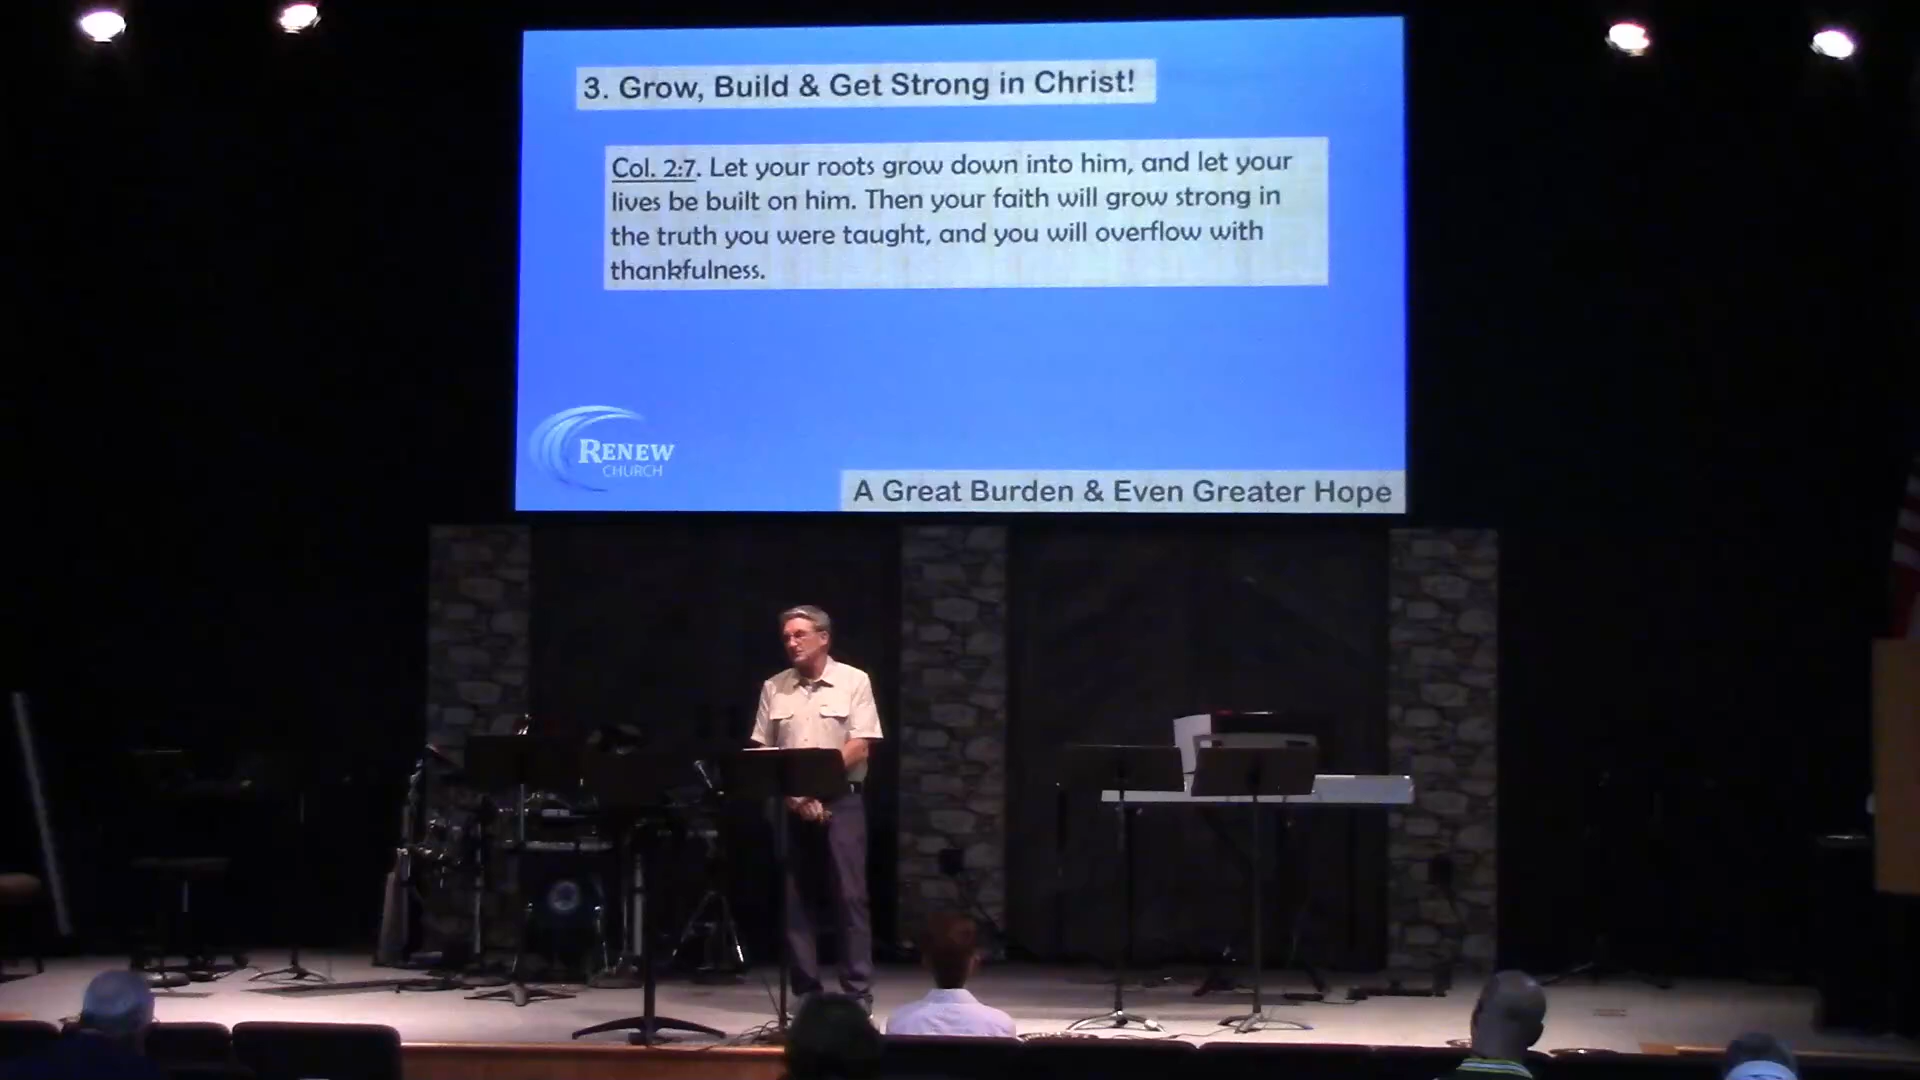 3. Grow, Build & Get Strong in Christ!
Col. 2:7. Let your roots grow down into him, and let your
lives be built on him. Then your faith will grow strong in
the truth you were taught, and you will overflow with
thankfulness.
RENEW
CHURCH
A Great Burden & Even Greater Hope